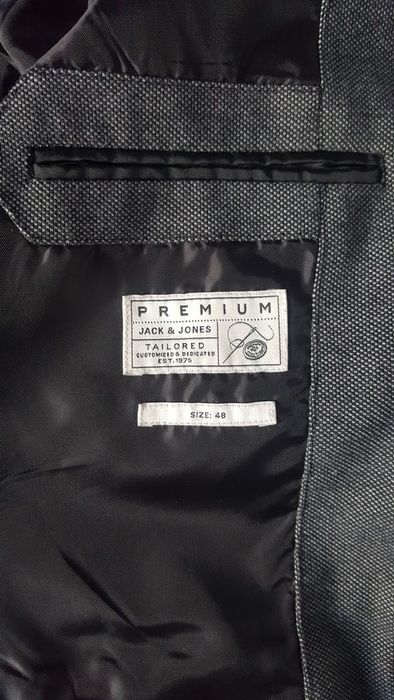 PREMIUM
JACK & JONES
TAILORED
CUSTOMIZED & DEDICATED
EST. 1975
SIZE: 48